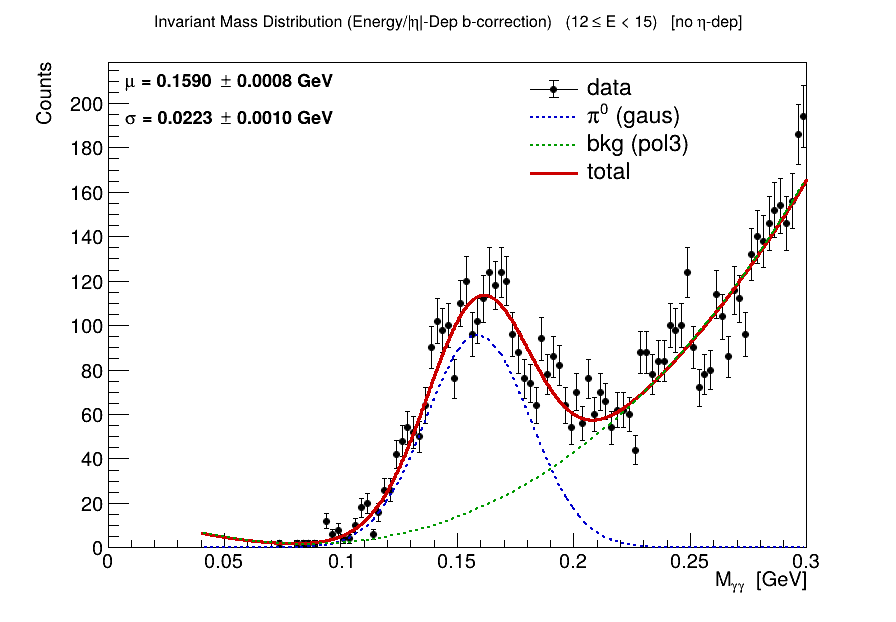 Invariant Mass Distribution (Energy/|η|-Dep b-correction) (12 ≤ E < 15) [no η-dep]
Counts
μ = 0.1590 ± 0.0008 GeV
σ = 0.0223 ± 0.0010 GeV
data
π⁰ (gaus)
bkg (pol3)
total
200
180
160
140
120
100
80
60
40
20
0
0 0.05 0.1 0.15 0.2 0.25 0.3
Mγγ [GeV]